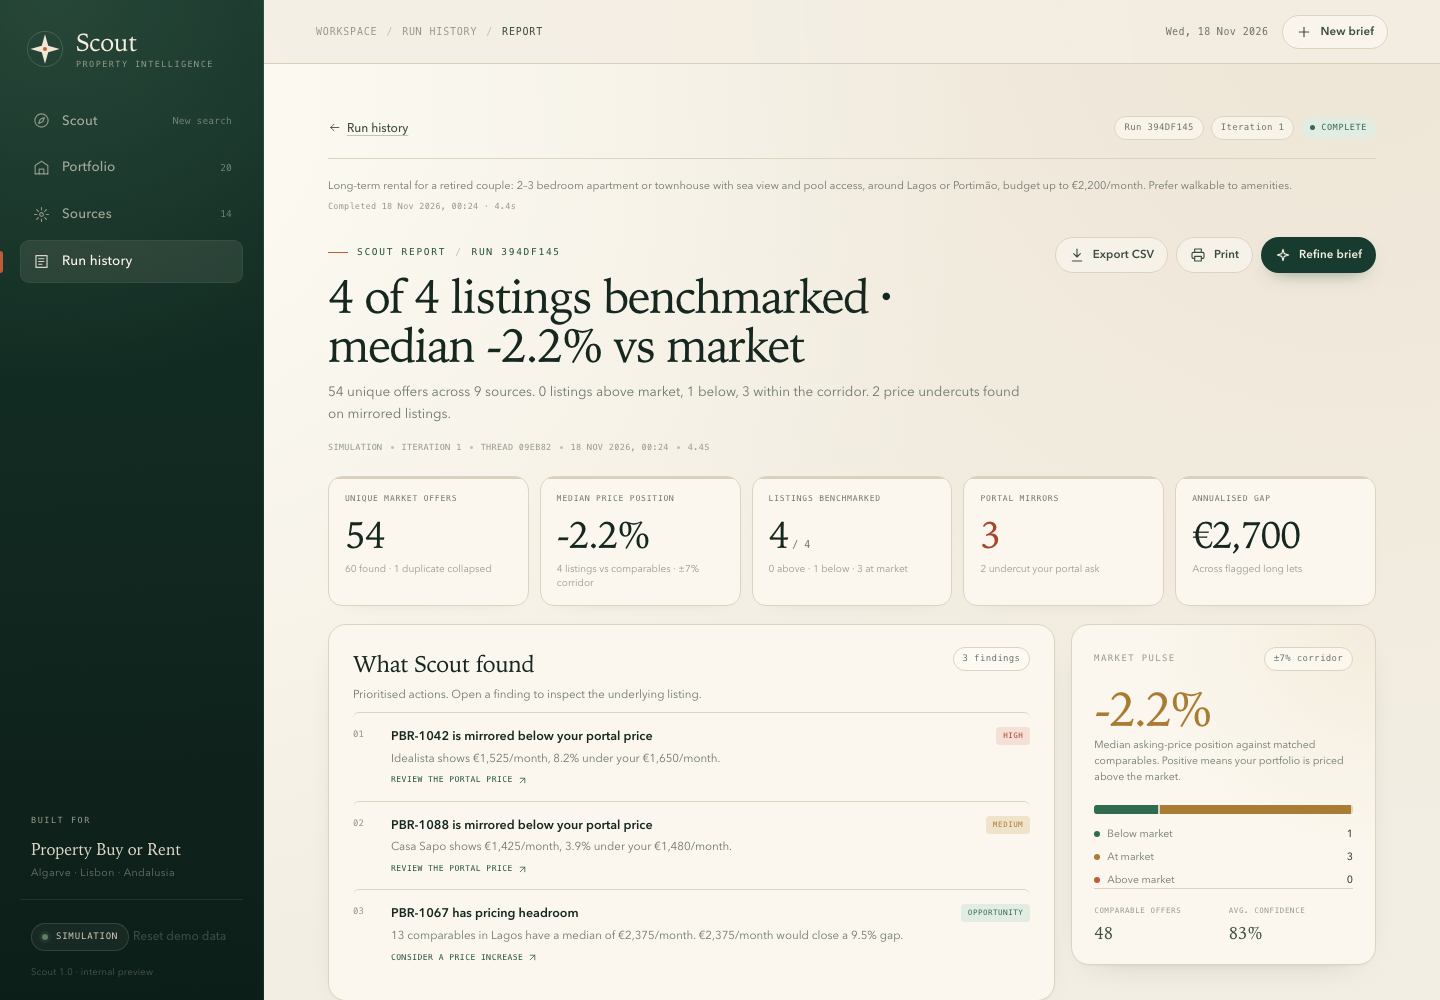 Scout
PROPERTY INTELLIGENCE
Scout
New search
Portfolio
20
Sources
14
Run history
BUILT FOR
Property Buy or Rent
Algarve · Lisbon · Andalusia
SIMULATION
Reset demo data
Scout 1.0 · internal preview
WORKSPACE / RUN HISTORY / REPORT
Wed, 18 Nov 2026
New brief
← Run history
Run 394DF145
Iteration 1
COMPLETE
Long-term rental for a retired couple: 2–3 bedroom apartment or townhouse with sea view and pool access, around Lagos or Portimão, budget up to €2,200/month. Prefer walkable to amenities.
Completed 18 Nov 2026, 00:24 · 4.4s
SCOUT REPORT / RUN 394DF145
Export CSV
Print
Refine brief
4 of 4 listings benchmarked ·
median -2.2% vs market
54 unique offers across 9 sources. 0 listings above market, 1 below, 3 within the corridor. 2 price undercuts found
on mirrored listings.
SIMULATION • ITERATION 1 • THREAD 09EB82 • 18 NOV 2026, 00:24 • 4.4S
UNIQUE MARKET OFFERS
54
60 found · 1 duplicate collapsed
MEDIAN PRICE POSITION
-2.2%
4 listings vs comparables · ±7%
corridor
LISTINGS BENCHMARKED
4 / 4
0 above · 1 below · 3 at market
PORTAL MIRRORS
3
2 undercut your portal ask
ANNUALISED GAP
€2,700
Across flagged long lets
What Scout found
3 findings
Prioritised actions. Open a finding to inspect the underlying listing.
01
PBR-1042 is mirrored below your portal price
HIGH
Idealista shows €1,525/month, 8.2% under your €1,650/month.
REVIEW THE PORTAL PRICE ↗
02
PBR-1088 is mirrored below your portal price
MEDIUM
Casa Sapo shows €1,425/month, 3.9% under your €1,480/month.
REVIEW THE PORTAL PRICE ↗
03
PBR-1067 has pricing headroom
OPPORTUNITY
13 comparables in Lagos have a median of €2,375/month. €2,375/month would close a 9.5% gap.
CONSIDER A PRICE INCREASE ↗
MARKET PULSE
±7% corridor
-2.2%
Median asking-price position against matched
comparables. Positive means your portfolio is priced
above the market.
Below market 1
At market 3
Above market 0
COMPARABLE OFFERS
48
AVG. CONFIDENCE
83%